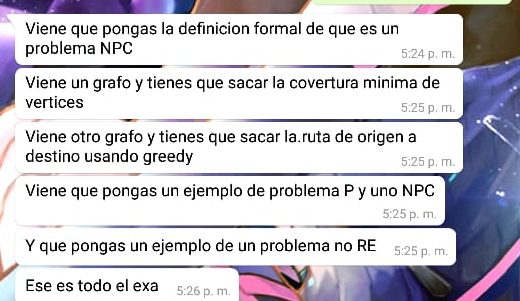 Viene que pongas la definicion formal de que es un
problema NPC
5:24 p. m.
Viene un grafo y tienes que sacar la covertura minima de
vertices
5:25 p. m.
Viene otro grafo y tienes que sacar la.ruta de origen a
destino usando greedy
5:25 p. m.
Viene que pongas un ejemplo de problema P y uno NPC
5:25 p. m.
Y que pongas un ejemplo de un problema no RE 5:25 p. m.
Ese es todo el exa 5:26 p. m.